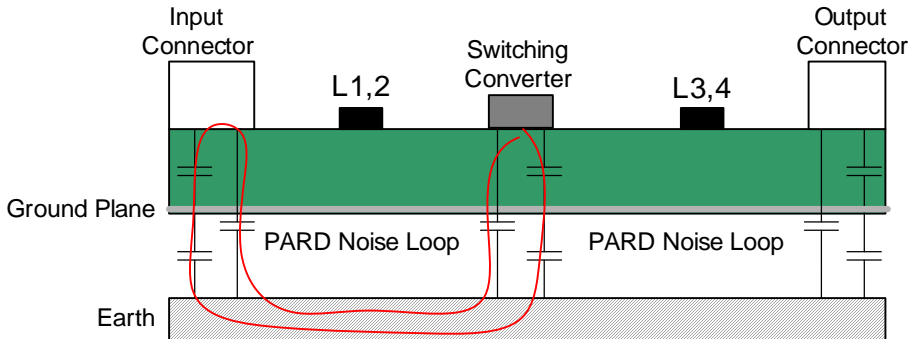 Input
Connector
Output
Connector
Switching
Converter
L1,2
L3,4
Ground Plane
PARD Noise Loop
PARD Noise Loop
Earth